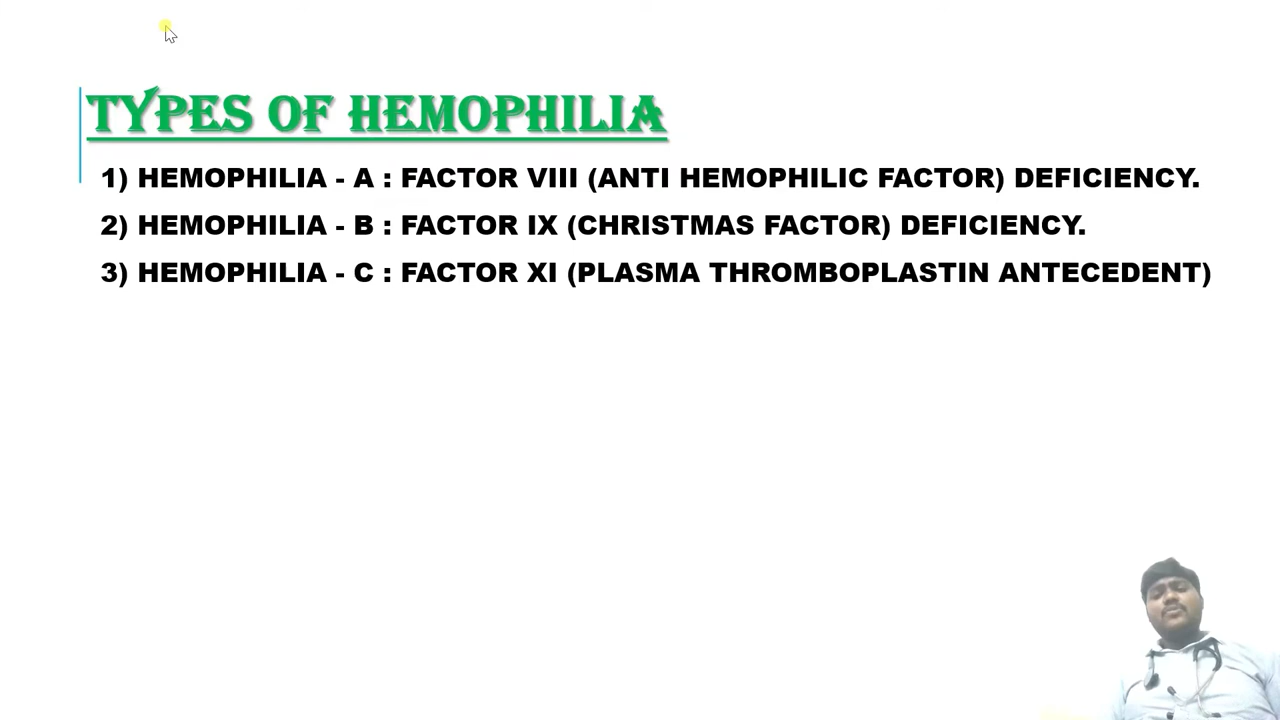 TYPES OF HEMOPHILIA
1) HEMOPHILIA - A : FACTOR VIII (ANTI HEMOPHILIC FACTOR) DEFICIENCY.
2) HEMOPHILIA - B : FACTOR IX (CHRISTMAS FACTOR) DEFICIENCY.
3) HEMOPHILIA - C : FACTOR XI (PLASMA THROMBOPLASTIN ANTECEDENT)